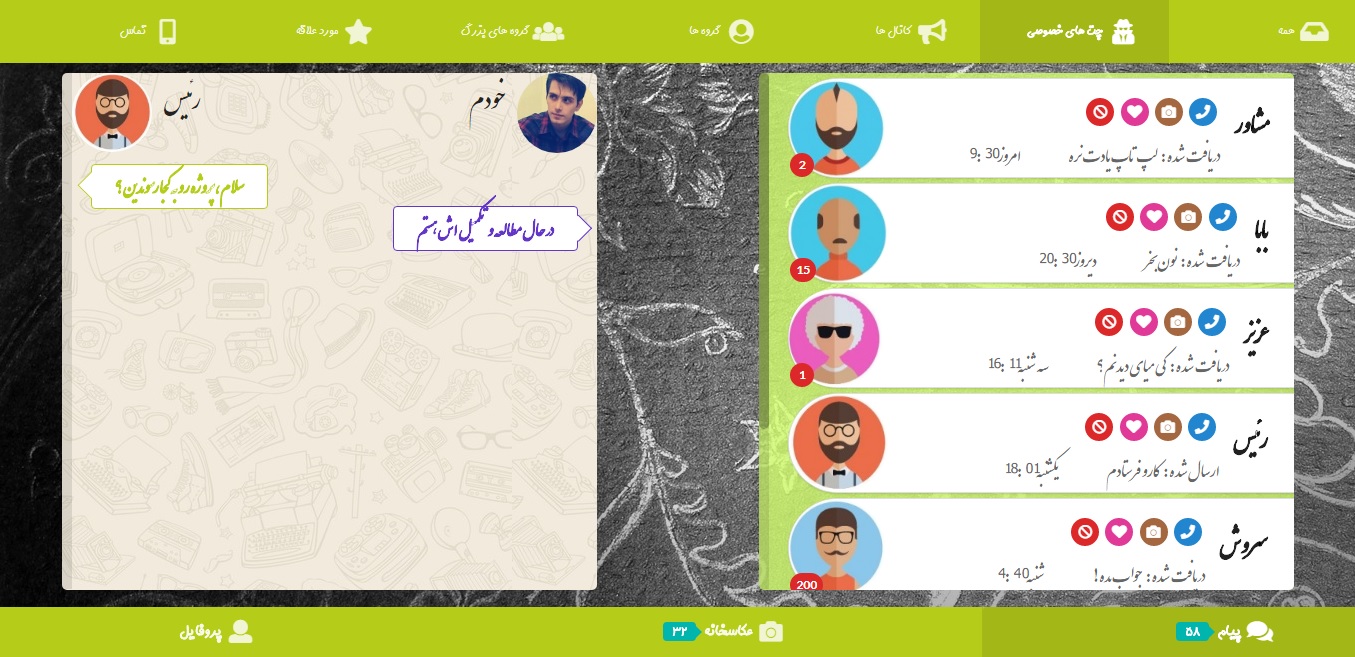 همه
چت های خصوصی
کانال ها
گروه ها
گروه های بزرگ
مورد علاقه
تماس
مشاور
دریافت شده: لپ تاپ یادت نره
امروز 30 :9
2
بابا
دریافت شده: نون بخر
دیروز 30 :20
15
عزیز
دریافت شده: کی میای دیدنم؟
سه شنبه 11 :16
1
رئیس
ارسال شده: کارو فرستادم
یکشنبه 01 :18
سروش
دریافت شده: جواب بده!
شنبه 40 :4
200
خودم
رئیس
سلام، پروژه رو به کجا رسوندین؟
در حال مطالعه و تکمیل اش هستم
پیام
۵۸
عکاسخانه
۳۲
پروفایل